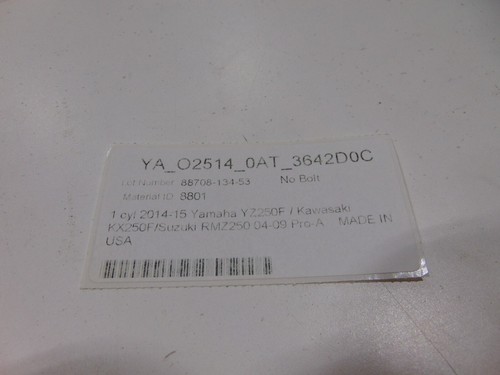 YA_O2514_0AT_3642D0C
Lot Number: 88708-134-53 No Bolt
Material ID: 8801
1 cyl 2014-15 Yamaha YZ250F / Kawasaki
KX250F/Suzuki RMZ250 04-09 Pro-A MADE IN
USA